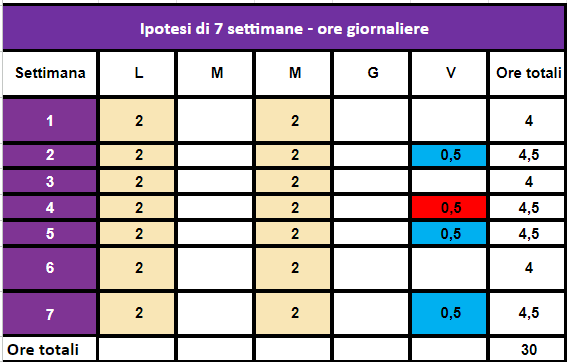 Ipotesi di 7 settimane - ore giornaliere
Settimana L M M G V Ore totali
1 2 2 4
2 2 2 0,5 4,5
3 2 2 4
4 2 2 0,5 4,5
5 2 2 0,5 4,5
6 2 2 4
7 2 2 0,5 4,5
Ore totali 30